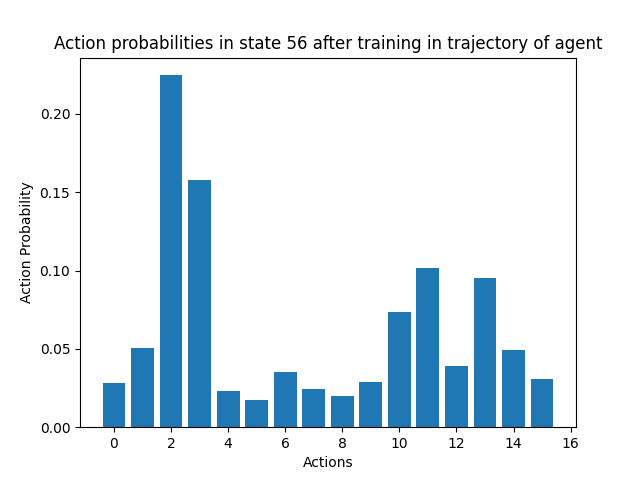 Action probabilities in state 56 after training in trajectory of agent
0.20
0.15
0.10
0.05
0.00
Action Probability
0 2 4 6 8 10 12 14 16
Actions